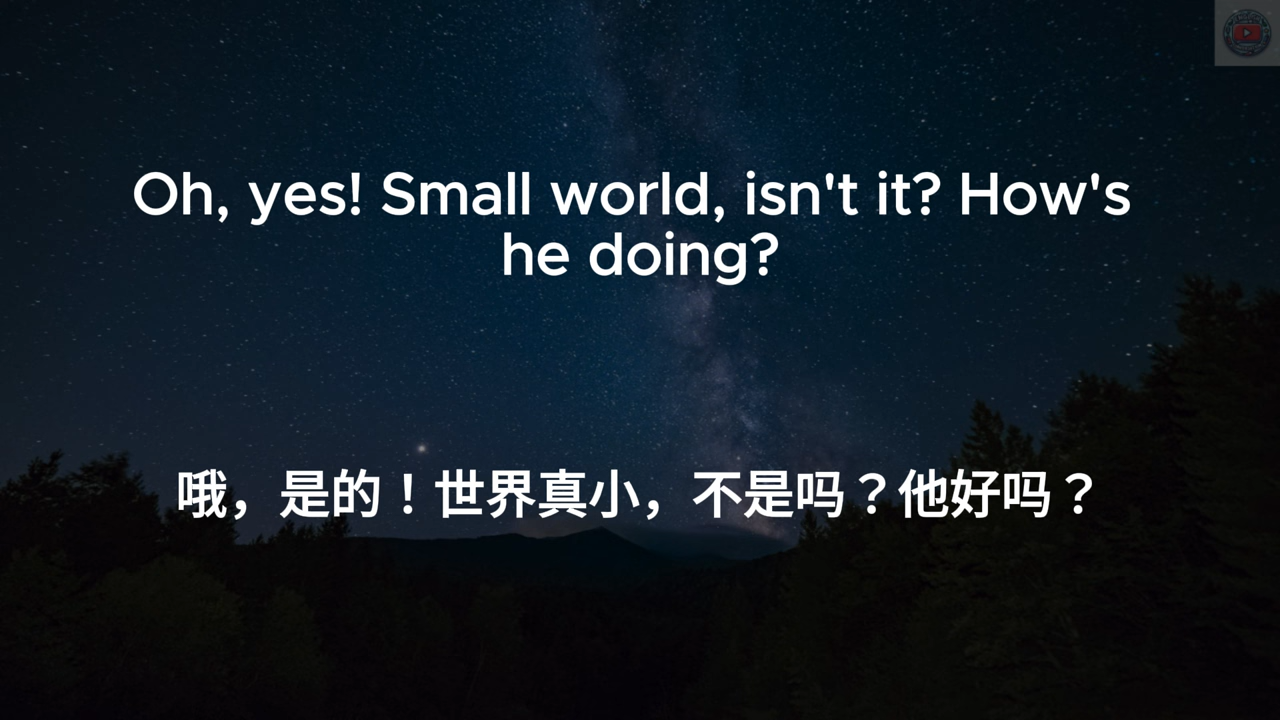 Oh, yes! Small world, isn't it? How's
he doing?
哦，是的！世界真小，不是吗？他好吗？